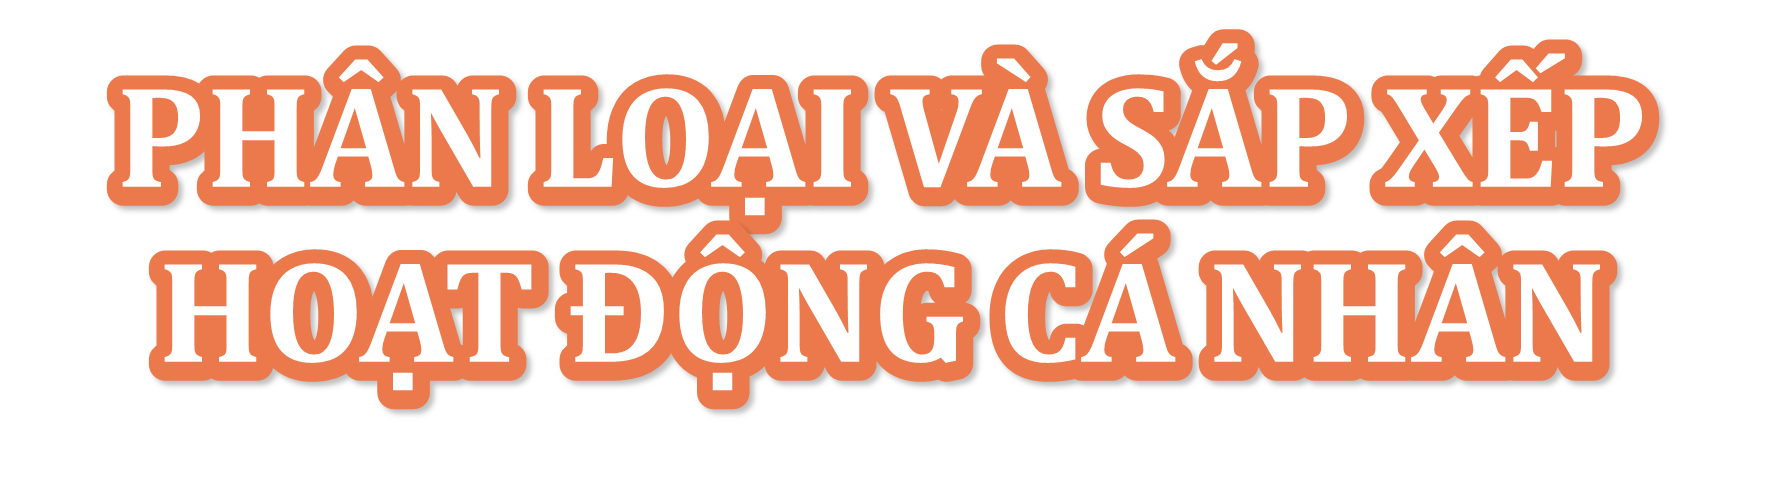 PHÂN LOẠI VÀ SẮP XẾP
HOẠT ĐỘNG CÁ NHÂN